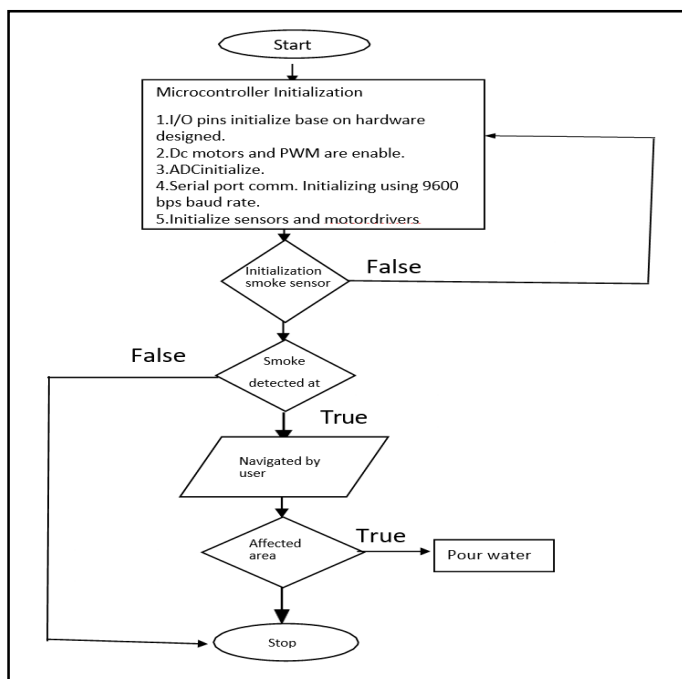 Start
Microcontroller Initialization
1.I/O pins initialize base on hardware
designed.
2.Dc motors and PWM are enable.
3.ADCinitialize.
4.Serial port comm. Initializing using 9600
bps baud rate.
5.Initialize sensors and motordrivers.
Initialization
smoke sensor
False
False
Smoke
detected at
True
Navigated by
user
Affected
area
True
Pour water
Stop